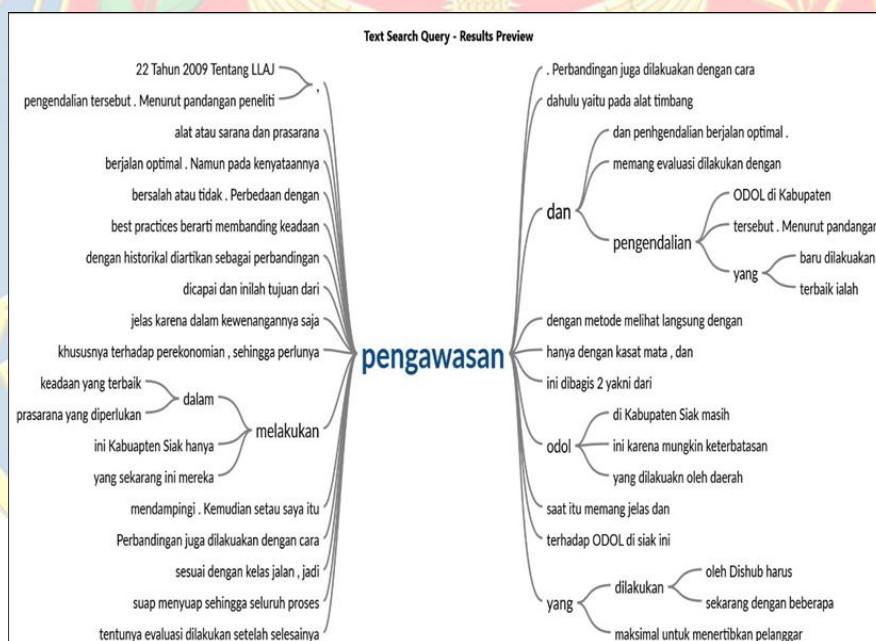 Text Search Query - Results Preview
22 Tahun 2009 Tentang LLAJ
,
pengendalian tersebut . Menurut pandangan peneliti
alat atau sarana dan prasarana
berjalan optimal . Namun pada kenyataannya
bersalah atau tidak . Perbedaan dengan
best practices berarti membanding keadaan
dengan historikal diartikan sebagai perbandingan
dicapai dan inilah tujuan dari
jelas karena dalam kewenangannya saja
khususnya terhadap perekonomian , sehingga perlunya
keadaan yang terbaik
dalam
prasarana yang diperlukan
melakukan
ini Kabuapten Siak hanya
yang sekarang ini mereka
mendampingi . Kemudian setau saya itu
Perbandingan juga dilakukan dengan cara
sesuai dengan kelas jalan , jadi
suap menyuap sehingga seluruh proses
tentunya evaluasi dilakukan setelah selesainya
pengawasan
. Perbandingan juga dilakuakan dengan cara
dahulu yaitu pada alat timbang
dan penhgendalian berjalan optimal .
memang evaluasi dilakukan dengan
dan
ODOL di Kabupaten
pengendalian
tersebut . Menurut pandangan
baru dilakuakan
yang
terbaik ialah
dengan metode melihat langsung dengan
hanya dengan kasat mata , dan
ini dibagis 2 yakni dari
di Kabupaten Siak masih
odol
ini karena mungkin keterbatasan
yang dilakuakn oleh daerah
saat itu memang jelas dan
terhadap ODOL di siak ini
oleh Dishub harus
dilakukan
sekarang dengan beberapa
yang
maksimal untuk menertibkan pelanggar